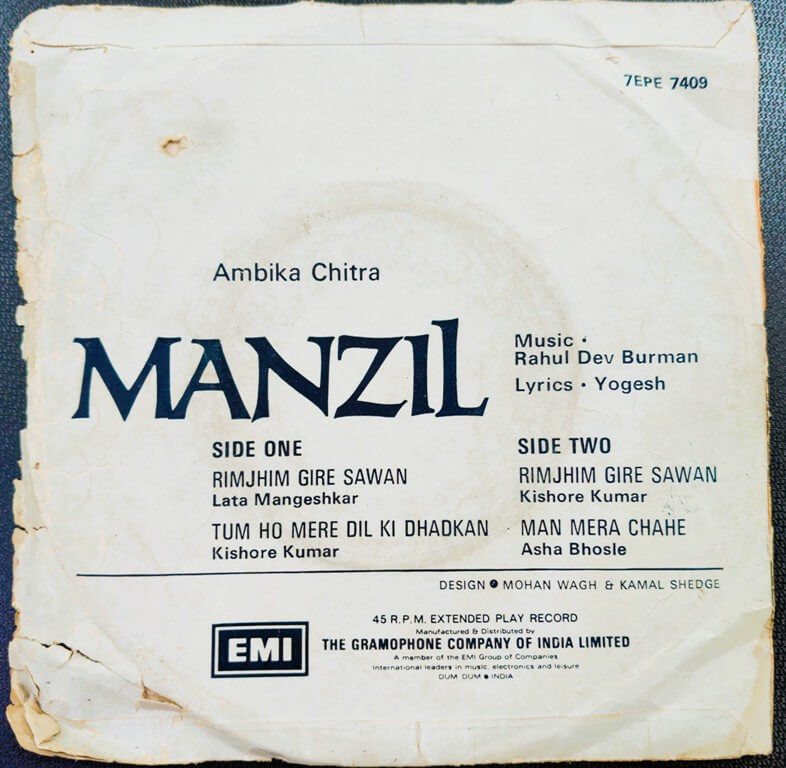 7EPE 7409
Ambika Chitra
MANZIL
Music •
Rahul Dev Burman
Lyrics • Yogesh
SIDE ONE
RIMJHIM GIRE SAWAN
Lata Mangeshkar
TUM HO MERE DIL KI DHADKAN
Kishore Kumar
SIDE TWO
RIMJHIM GIRE SAWAN
Kishore Kumar
MAN MERA CHAHE
Asha Bhosle
DESIGN ● MOHAN WAGH & KAMAL SHEDGE
EMI
45 R.P.M. EXTENDED PLAY RECORD
Manufactured & Distributed by
THE GRAMOPHONE COMPANY OF INDIA LIMITED
A member of the EMI Group of Companies
International leaders in music, electronics and leisure
DUM DUM ● INDIA